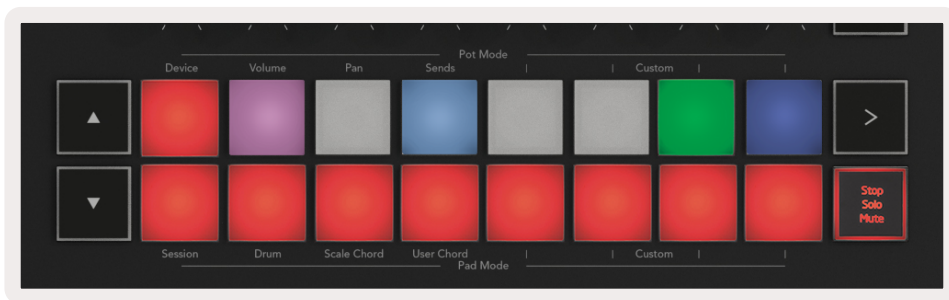 Pot Mode
Device Volume Pan Sends Custom
Stop
Solo
Mute
Session Drum Scale Chord User Chord Custom
Pad Mode